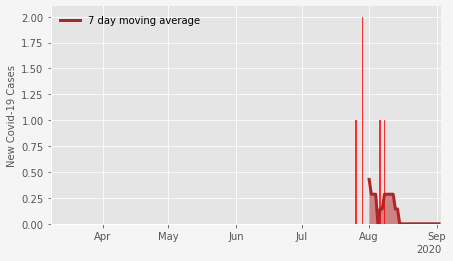 7 day moving average
New Covid-19 Cases
2.00
1.75
1.50
1.25
1.00
0.75
0.50
0.25
0.00
Apr
May
Jun
Jul
Aug
Sep
2020